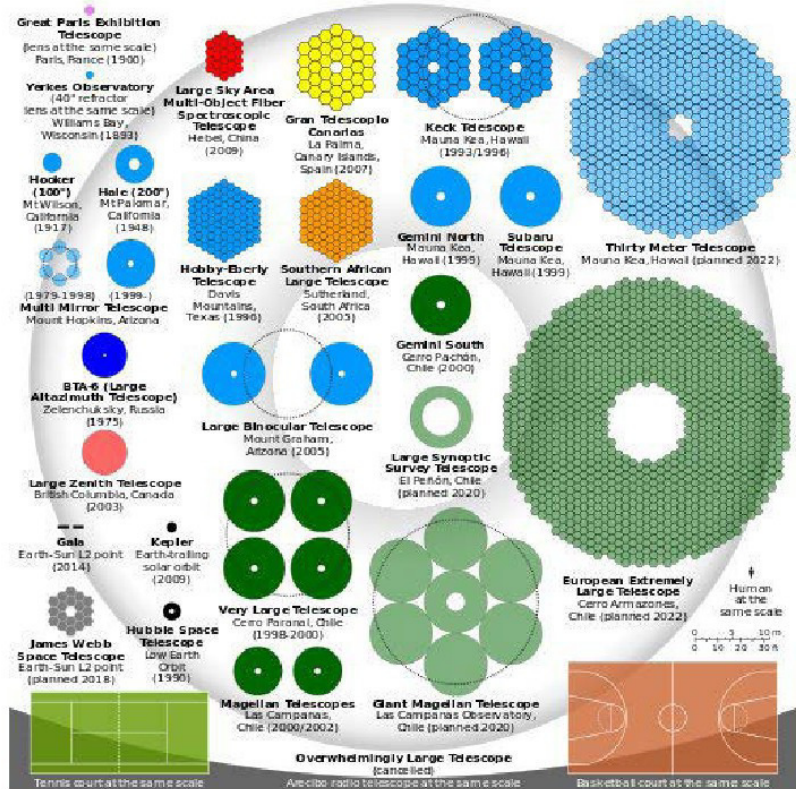 Great Paris Exhibition
Telescope
(lens at the same scale)
Paris, France (1900)
Yerkes Observatory
(40" refractor
lens at the same scale)
Williams Bay,
Wisconsin (1893)
Hooker
(100")
Mt Wilson,
California
(1917)
Hale (200")
Mt Palomar,
California
(1948)
(1979-1998)
(1999-)
Multi Mirror Telescope
Mount Hopkins, Arizona
BTA-6 (Large
Altazimuth Telescope)
Zelenchuksky, Russia
(1975)
Large Zenith Telescope
British Columbia, Canada
(2003)
Gaia
Earth-Sun L2 point
(2014)
Kepler
Earth-trailing
solar orbit
(2009)
James Webb
Space Telescope
Earth-Sun L2 point
(planned 2018)
Hubble Space
Telescope
Low Earth
Orbit
(1990)
Large Sky Area
Multi-Object Fiber
Spectroscopic
Telescope
Hebei, China
(2009)
Gran Telescopio
Canarias
La Palma,
Canary Islands,
Spain (2007)
Keck Telescope
Mauna Kea, Hawaii
(1993/1996)
Thirty Meter Telescope
Mauna Kea, Hawaii (planned 2022)
Hobby-Eberly
Telescope
Davis
Mountains,
Texas (1996)
Southern African
Large Telescope
Sutherland,
South Africa
(2005)
Gemini North
Mauna Kea,
Hawaii (1999)
Subaru
Telescope
Mauna Kea,
Hawaii (1999)
Gemini South
Cerro Pachón,
Chile (2000)
Large Binocular Telescope
Mount Graham,
Arizona (2005)
Large Synoptic
Survey Telescope
El Peñón, Chile
(planned 2020)
Very Large Telescope
Cerro Paranal, Chile
(1998-2000)
Magellan Telescopes
Las Campanas,
Chile (2000/2002)
Giant Magellan Telescope
Las Campanas Observatory,
Chile (planned 2020)
European Extremely
Large Telescope
Cerro Armazones,
Chile (planned 2022)
Human
at the
same scale
0 5 10 m
0 10 20 30 ft
Overwhelmingly Large Telescope
(cancelled)
Tennis court at the same scale
Arecibo radio telescope at the same scale
Basketball court at the same scale